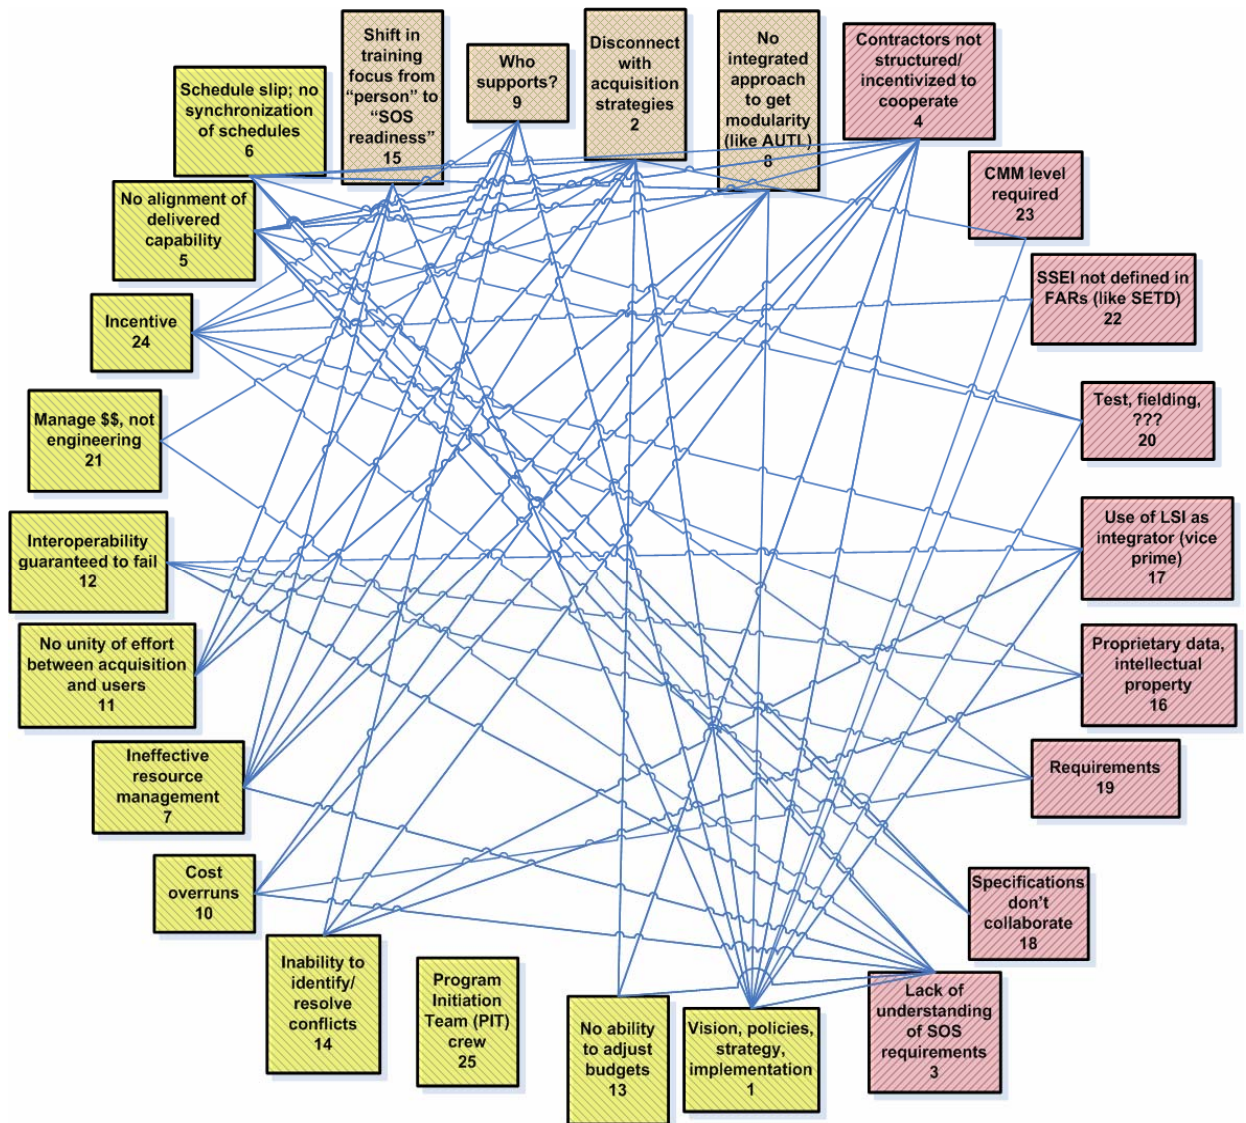 Schedule slip; no
synchronization
of schedules
6
Shift in
training
focus from
“person” to
“SOS
readiness”
15
Who
supports?
9
Disconnect
with
acquisition
strategies
2
No
integrated
approach
to get
modularity
(like AUTL)
8
Contractors not
structured/
incentivized to
cooperate
4
CMM level
required
23
SSEI not defined in
FARs (like SETD)
22
Test, fielding,
???
20
Use of LSI as
integrator (vice
prime)
17
Proprietary data,
intellectual
property
16
Requirements
19
Specifications
don’t
collaborate
18
Lack of
understanding
of SOS
requirements
3
Vision, policies,
strategy,
implementation
1
No ability
to adjust
budgets
13
Program
Initiation
Team (PIT)
crew
25
Inability to
identify/
resolve
conflicts
14
Cost
overruns
10
Ineffective
resource
management
7
No unity of effort
between acquisition
and users
11
Interoperability
guaranteed to fail
12
Manage $$, not
engineering
21
Incentive
24
No alignment of
delivered
capability
5